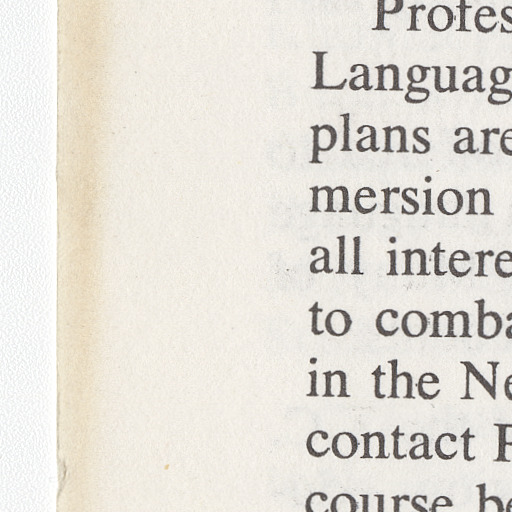 Profes
Languag
plans are
mersion
all intere
to comba
in the Ne
contact F
course be